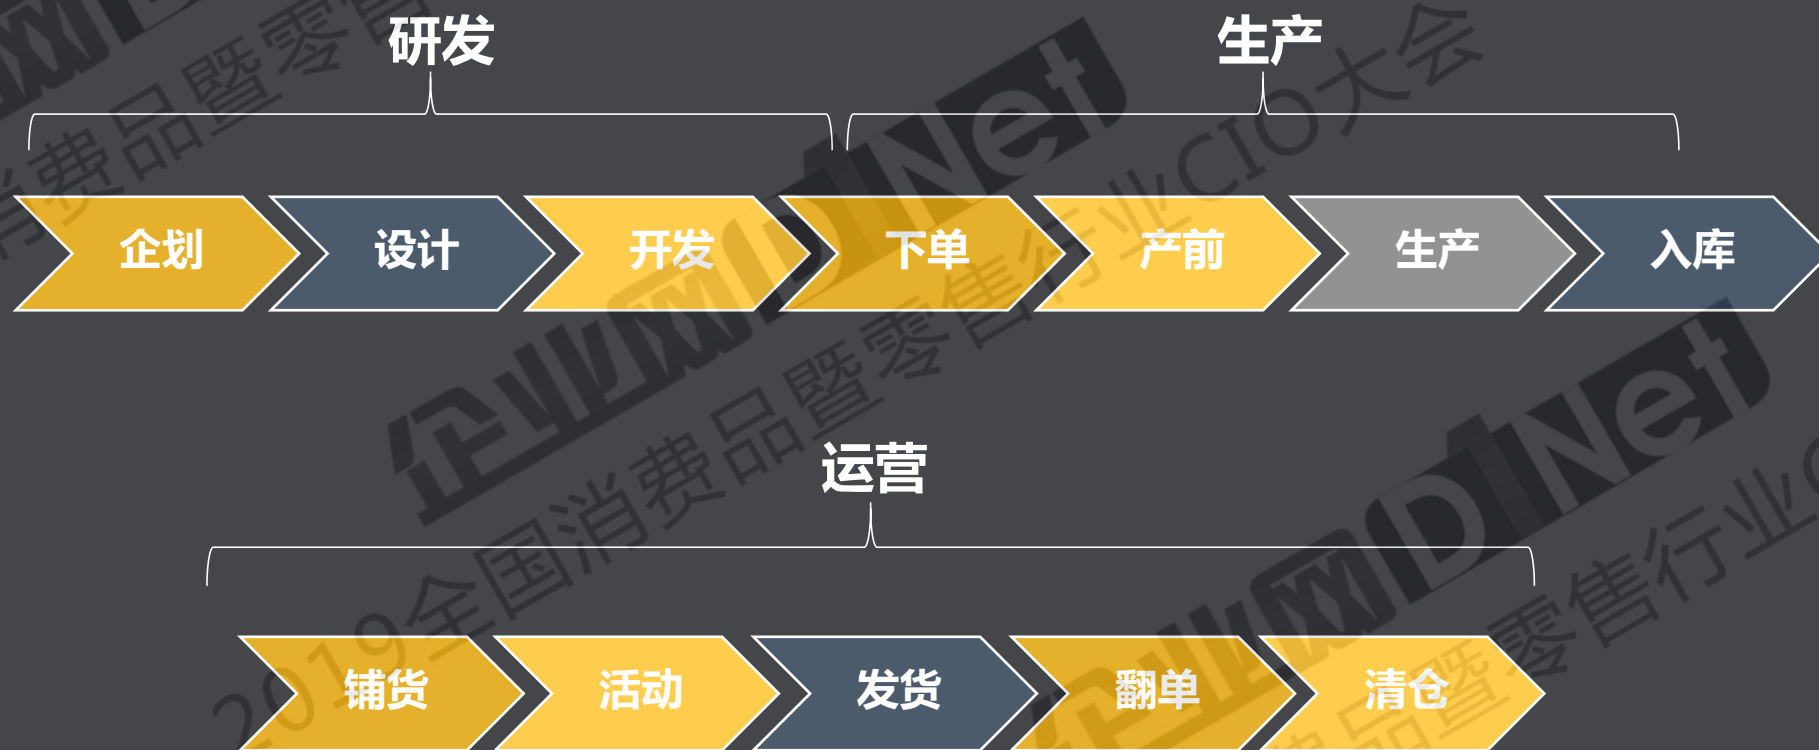 研发
生产
企划
设计
开发
下单
产前
生产
入库
运营
铺货
活动
发货
翻单
清仓
企业网D1Net
2019全国消费品暨零售行业CIO大会